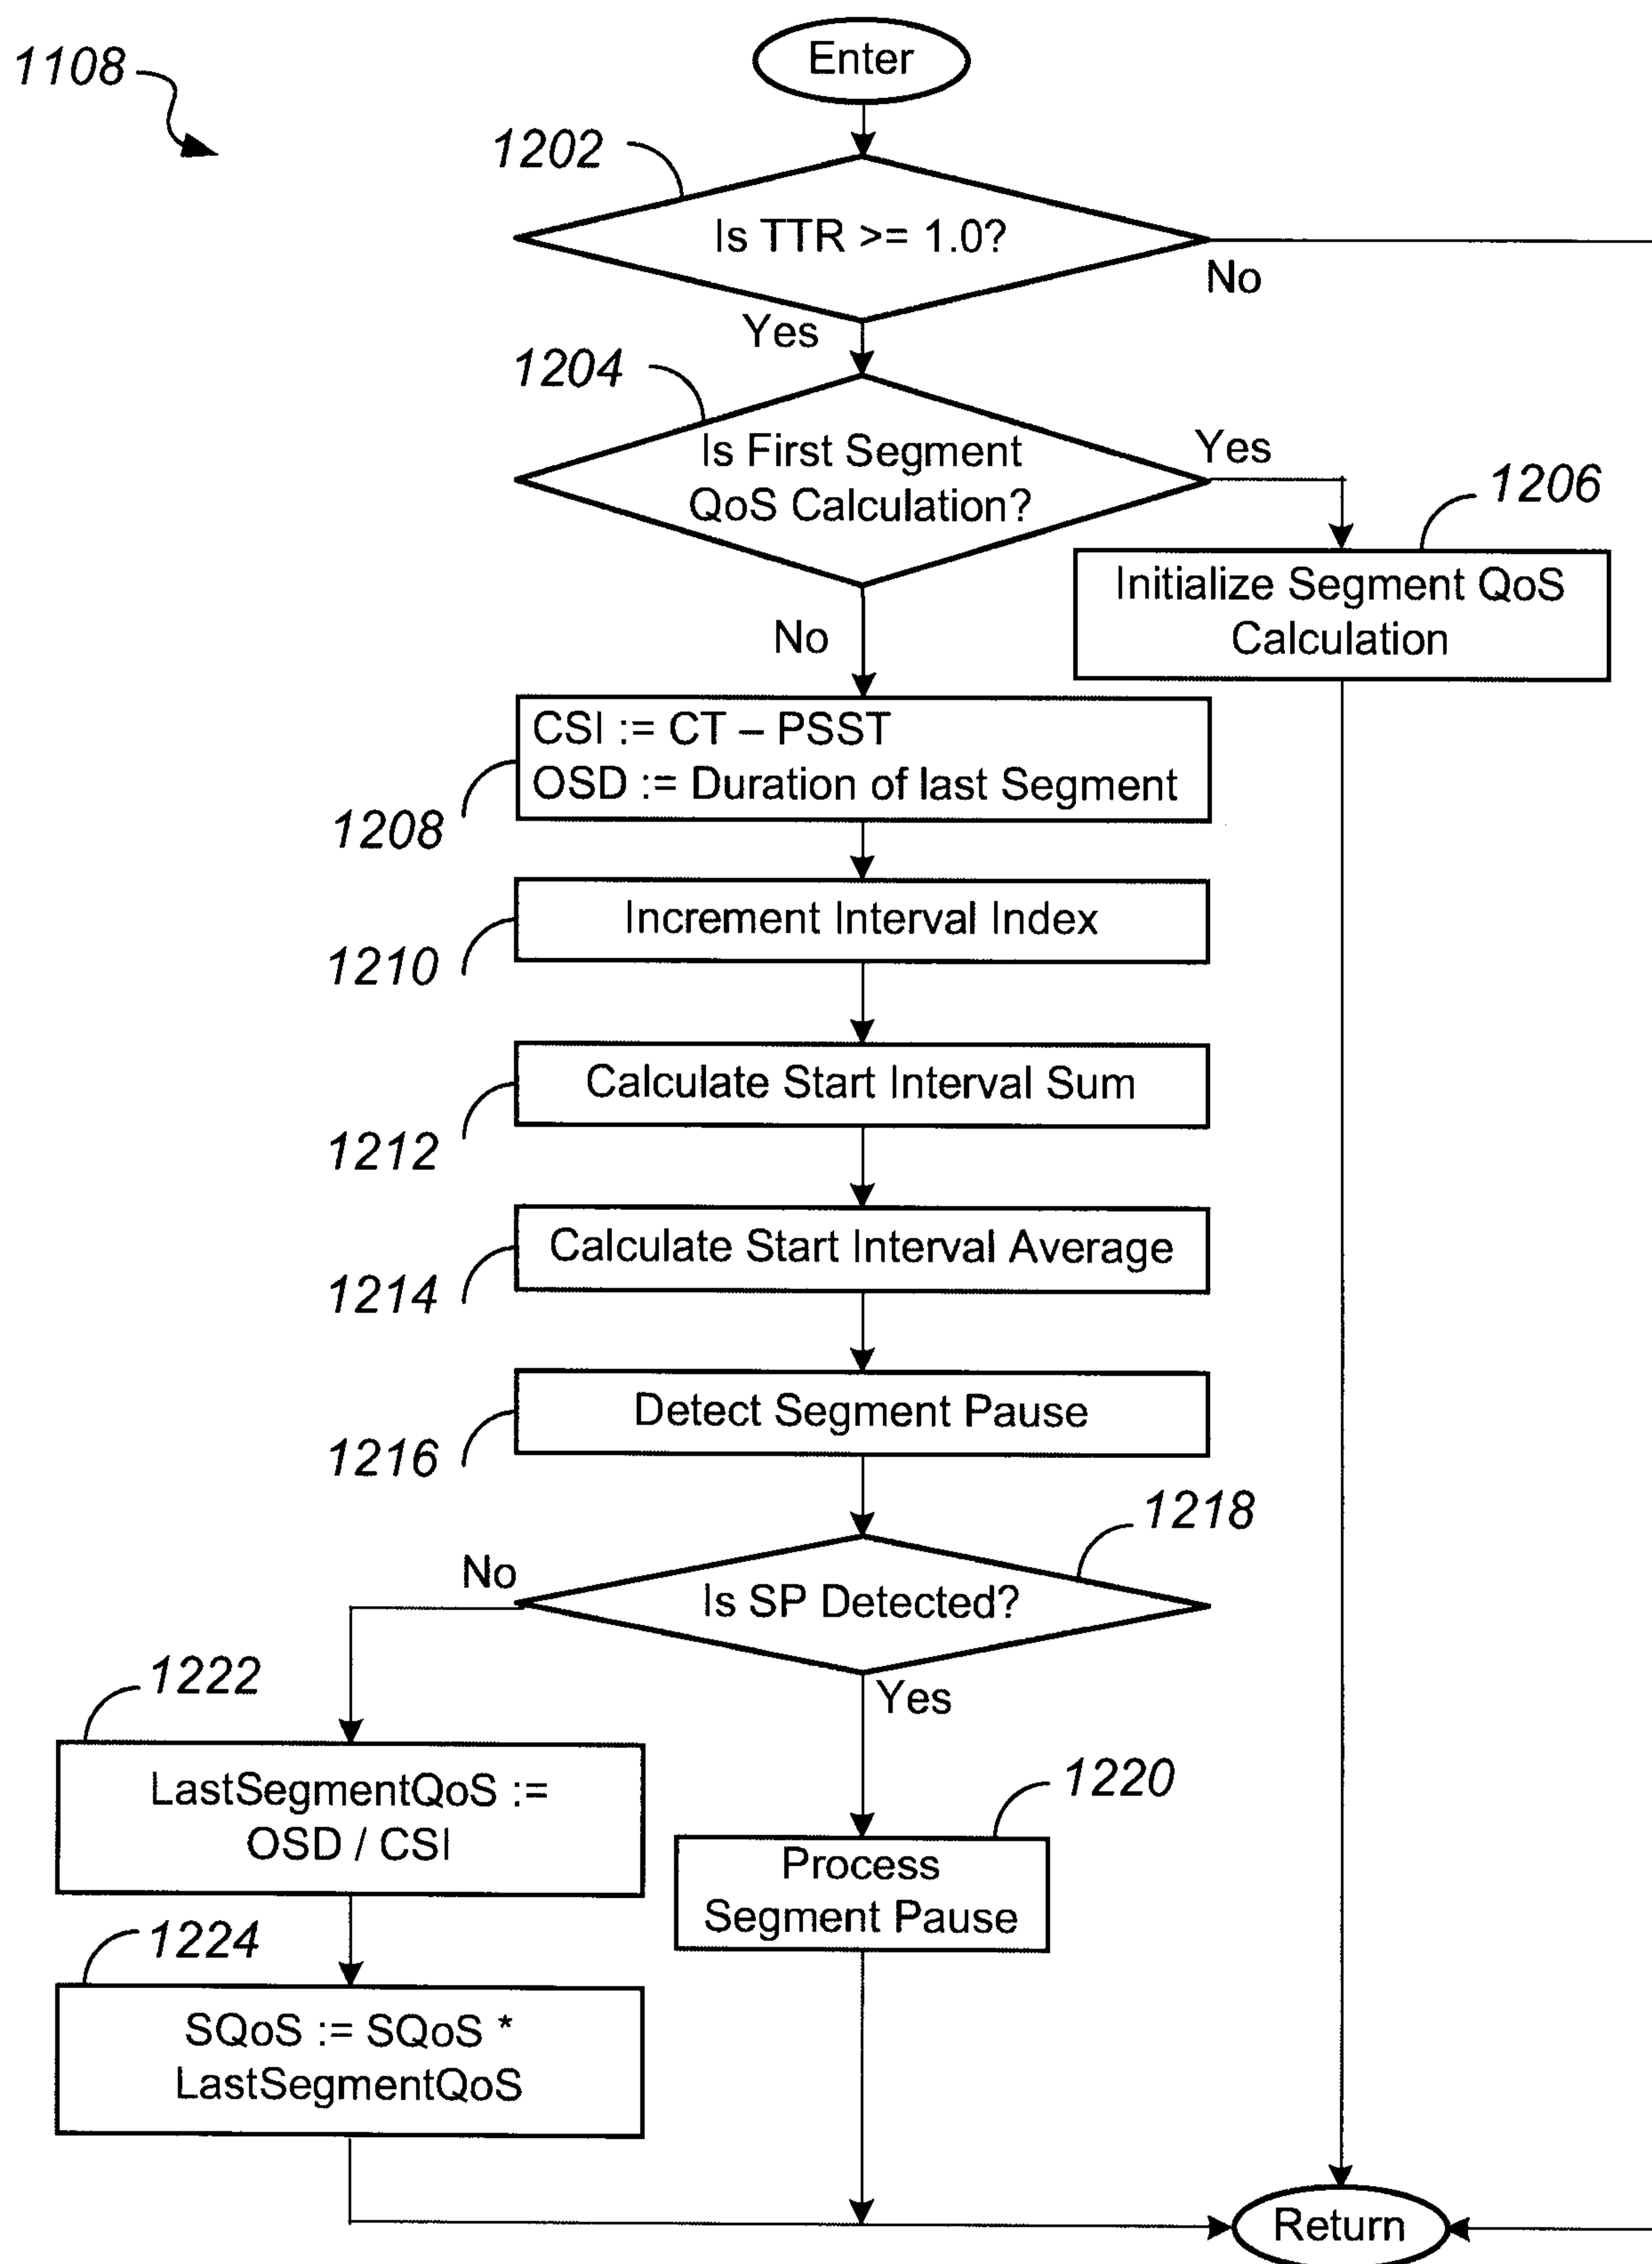 1108
Enter
1202
Is TTR >= 1.0?
No
Yes
1204
Is First Segment
QoS Calculation?
Yes
1206
Initialize Segment QoS
Calculation
No
CSI := CT – PSST
OSD := Duration of last Segment
1208
Increment Interval Index
1210
Calculate Start Interval Sum
1212
Calculate Start Interval Average
1214
Detect Segment Pause
1216
1218
No
Is SP Detected?
Yes
1222
LastSegmentQoS :=
OSD / CSI
1220
Process
Segment Pause
1224
SQoS := SQoS *
LastSegmentQoS
Return